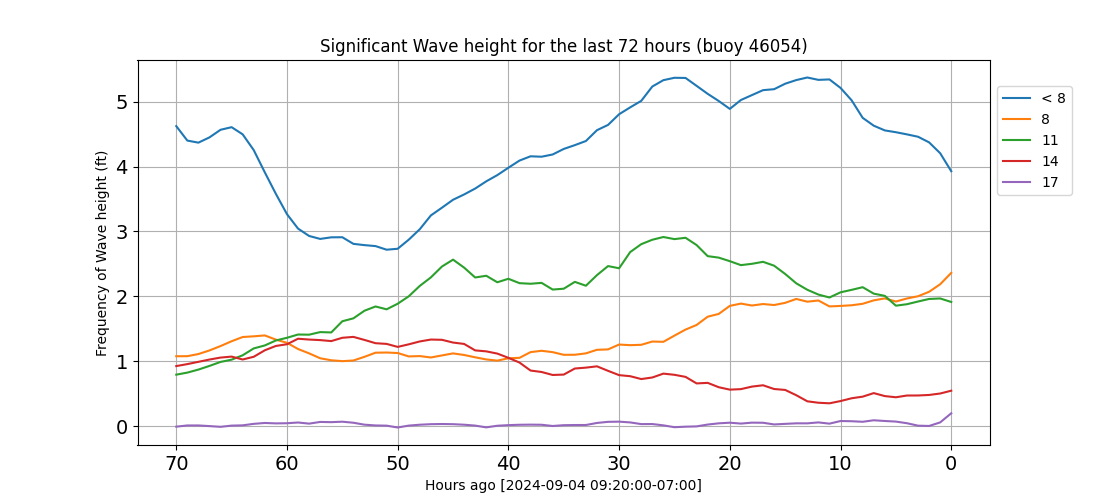 Significant Wave height for the last 72 hours (buoy 46054)
Frequency of Wave height (ft)
5
4
3
2
1
0
70 60 50 40 30 20 10 0
Hours ago [2024-09-04 09:20:00-07:00]
< 8
8
11
14
17